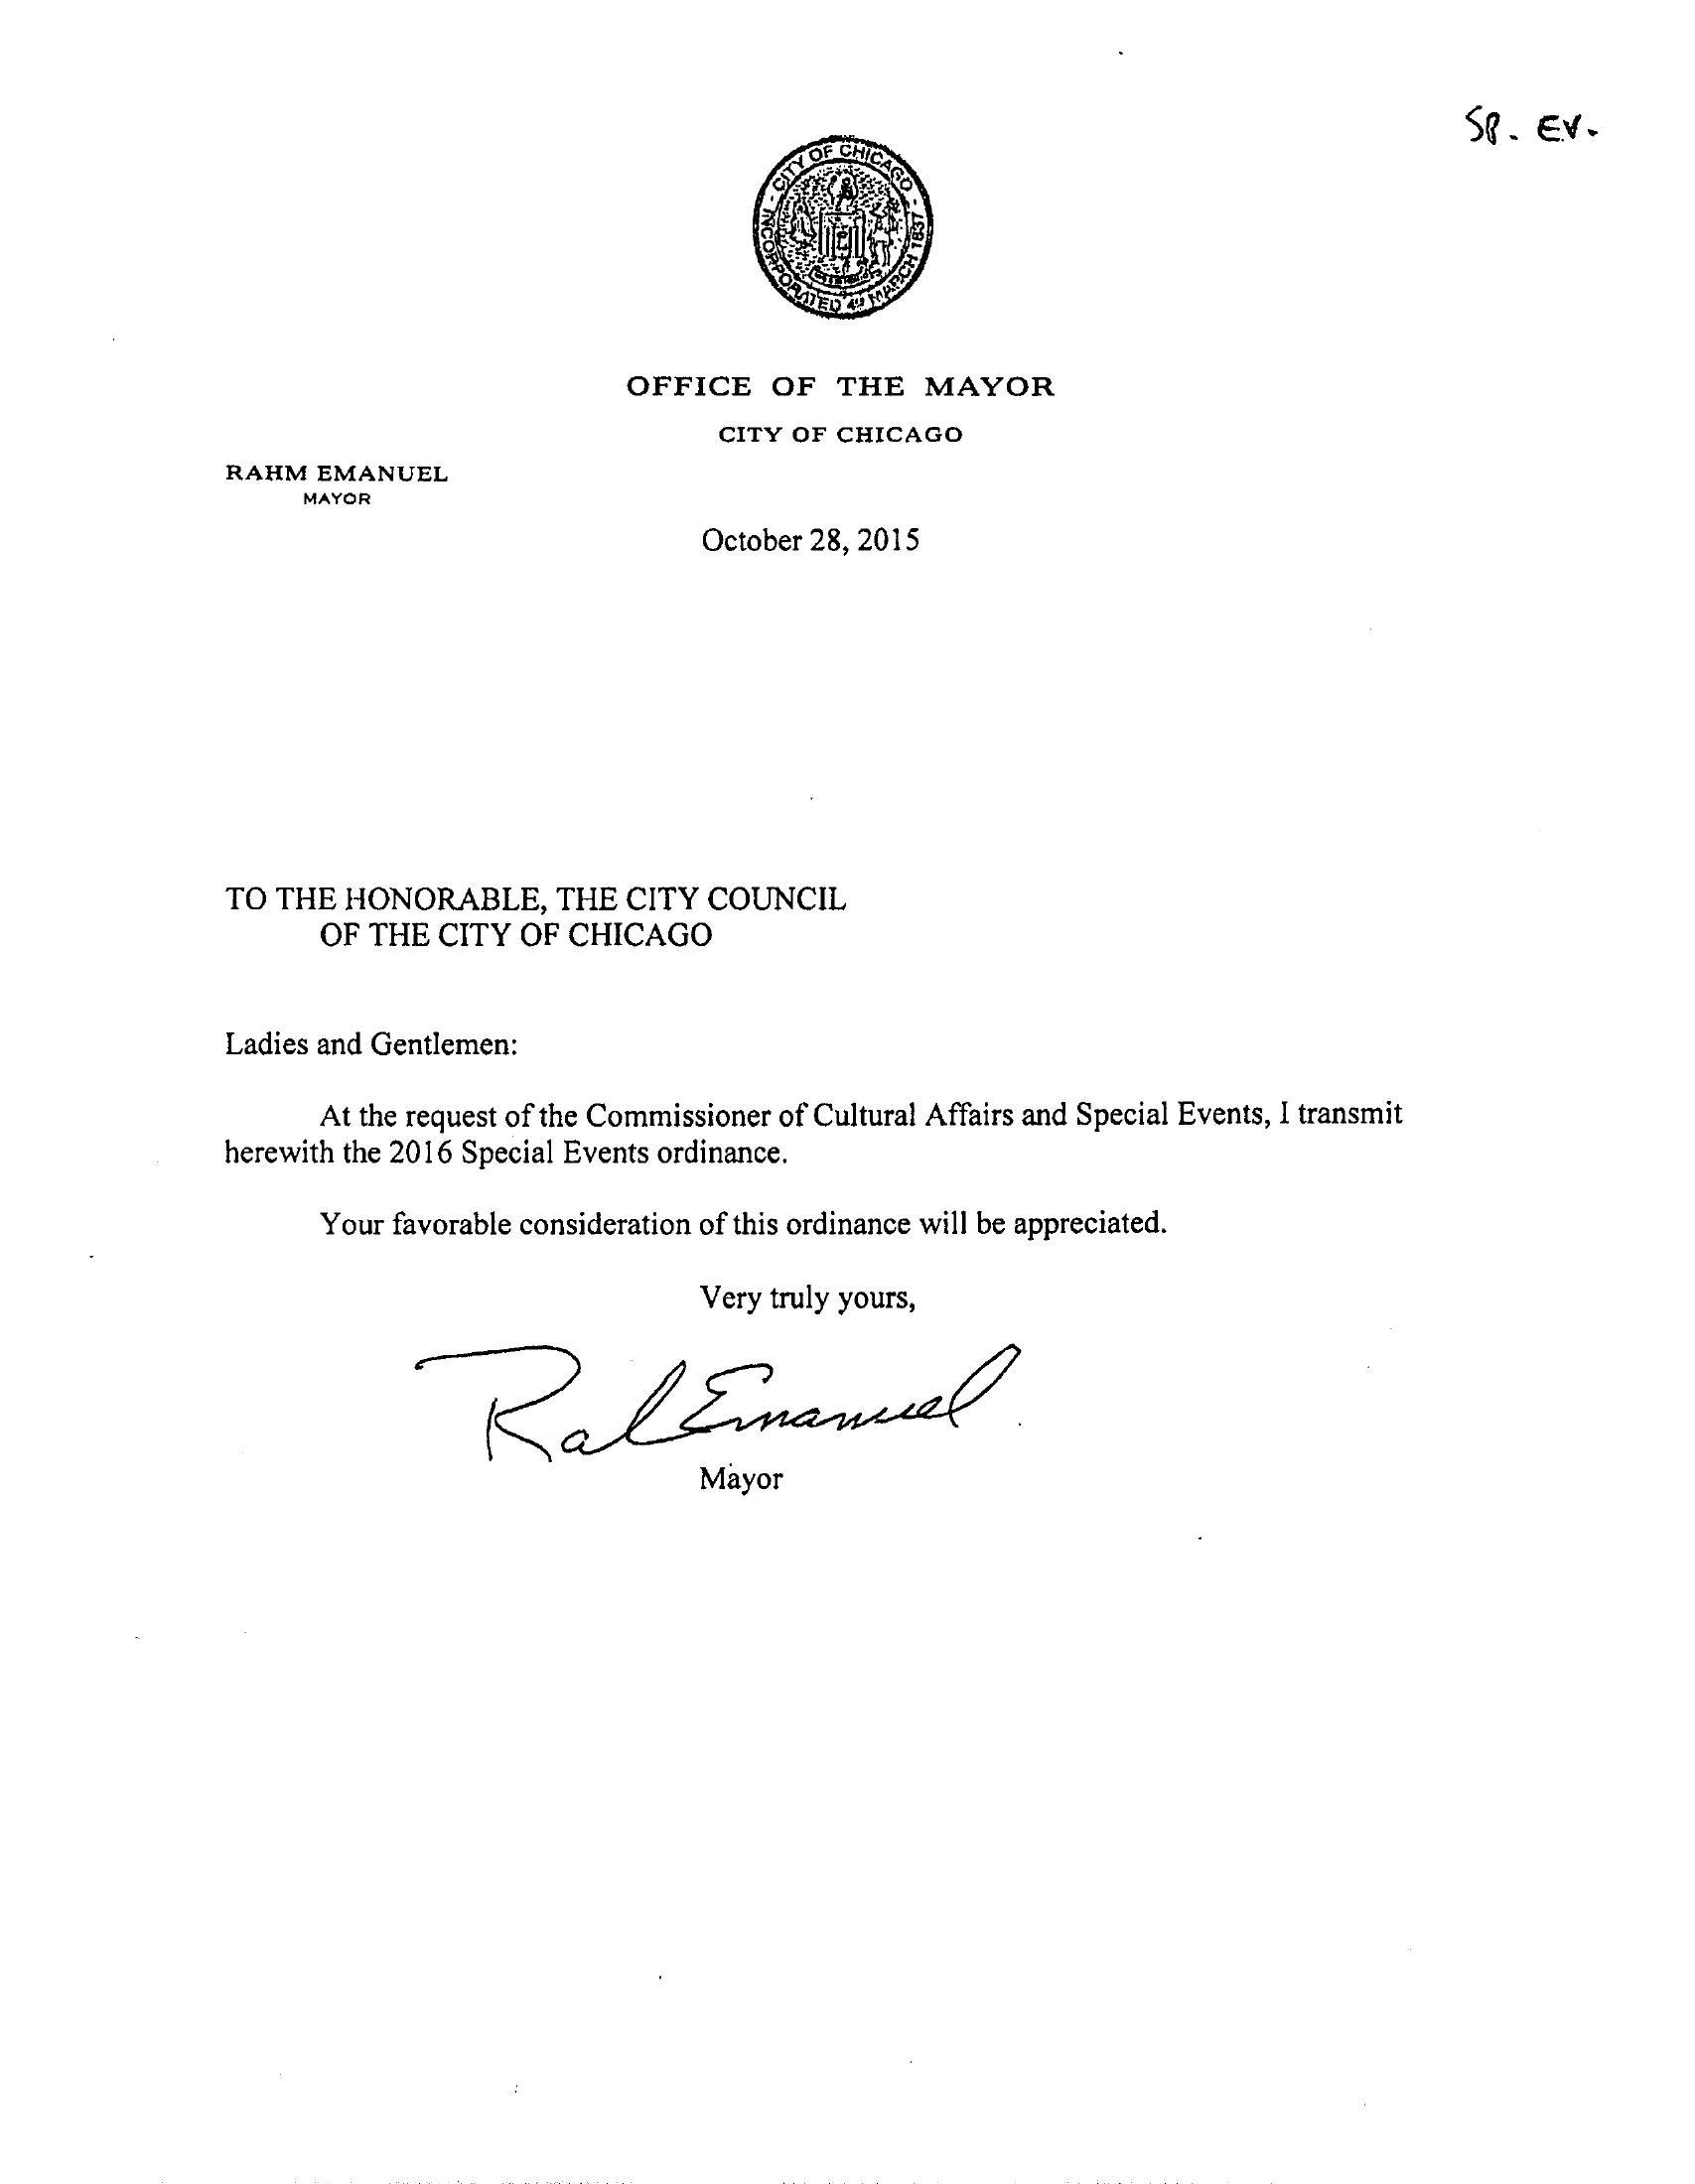 SP. EV.
CITY OF CHICAGO
INCORPORATED 4th MARCH 1837
OFFICE OF THE MAYOR
CITY OF CHICAGO
RAHM EMANUEL
MAYOR
October 28, 2015
TO THE HONORABLE, THE CITY COUNCIL
OF THE CITY OF CHICAGO
Ladies and Gentlemen:
At the request of the Commissioner of Cultural Affairs and Special Events, I transmit
herewith the 2016 Special Events ordinance.
Your favorable consideration of this ordinance will be appreciated.
Very truly yours,
Rahm Emanuel
Mayor